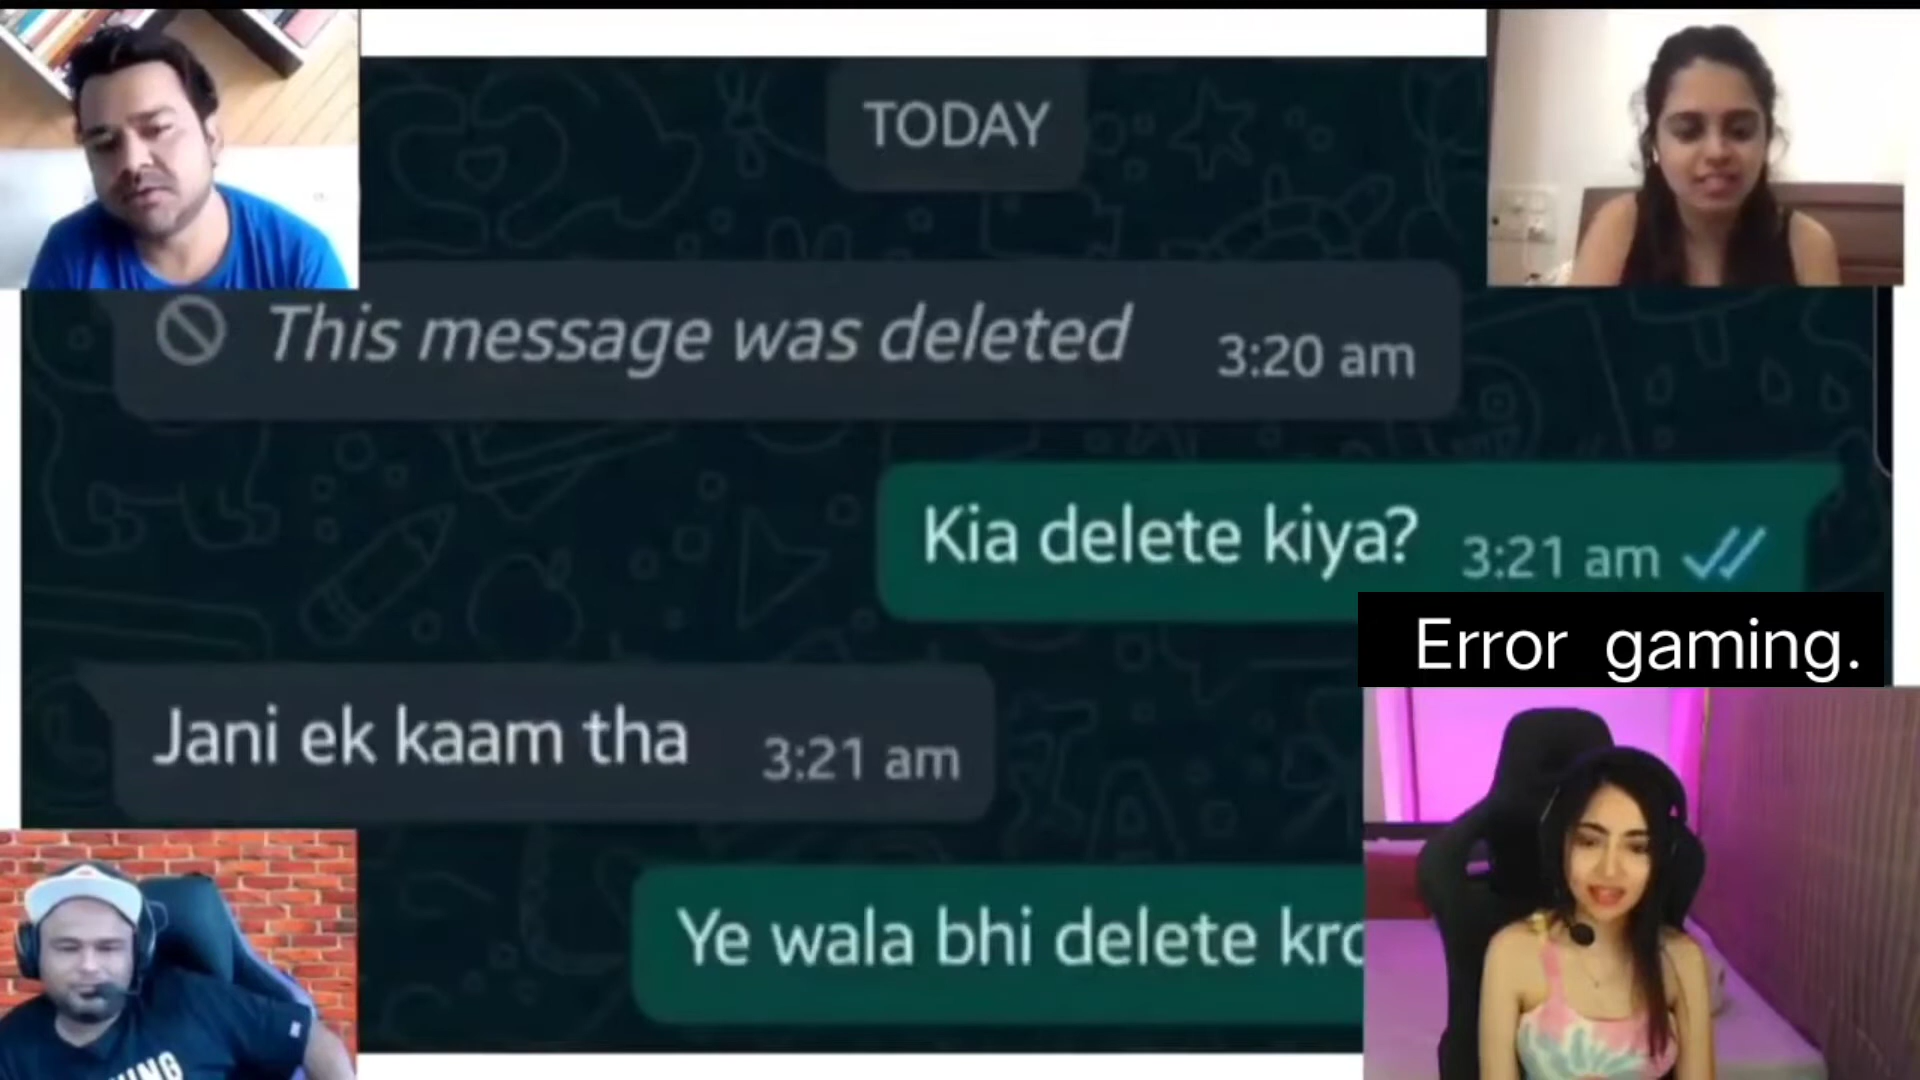 TODAY
This message was deleted 3:20 am
Kia delete kiya? 3:21 am
Error gaming.
Jani ek kaam tha 3:21 am
Ye wala bhi delete